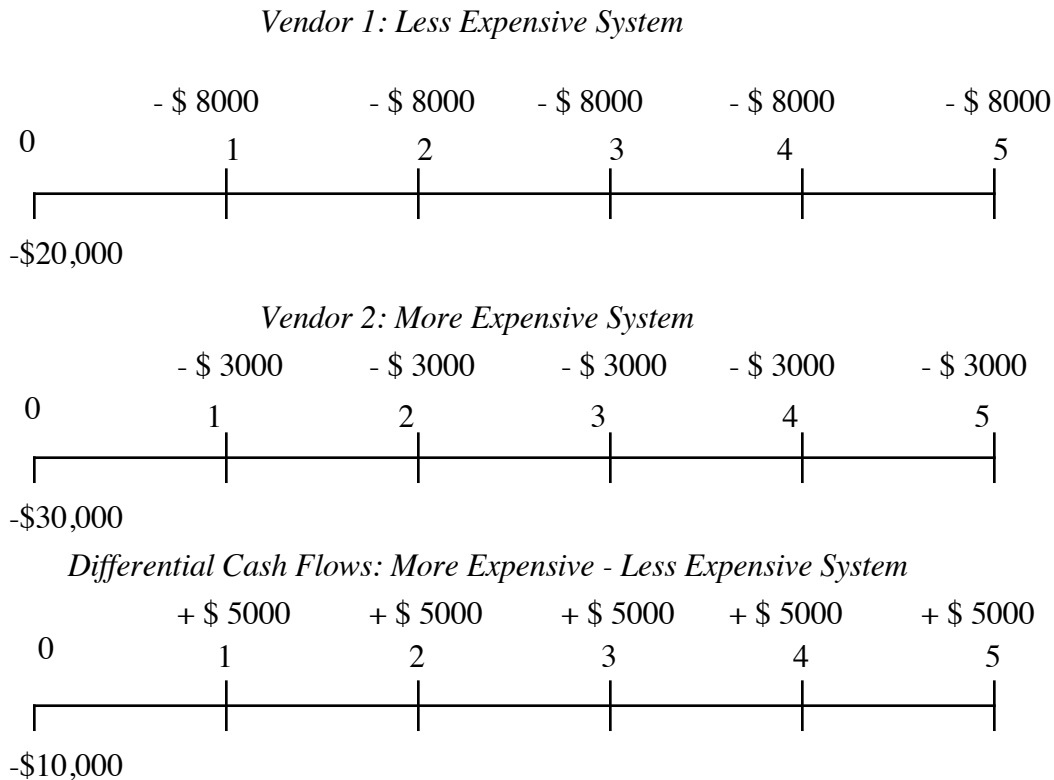 Vendor 1: Less Expensive System
- $ 8000 - $ 8000 - $ 8000 - $ 8000 - $ 8000
0 1 2 3 4 5
-$20,000
Vendor 2: More Expensive System
- $ 3000 - $ 3000 - $ 3000 - $ 3000 - $ 3000
0 1 2 3 4 5
-$30,000
Differential Cash Flows: More Expensive - Less Expensive System
+ $ 5000 + $ 5000 + $ 5000 + $ 5000 + $ 5000
0 1 2 3 4 5
-$10,000